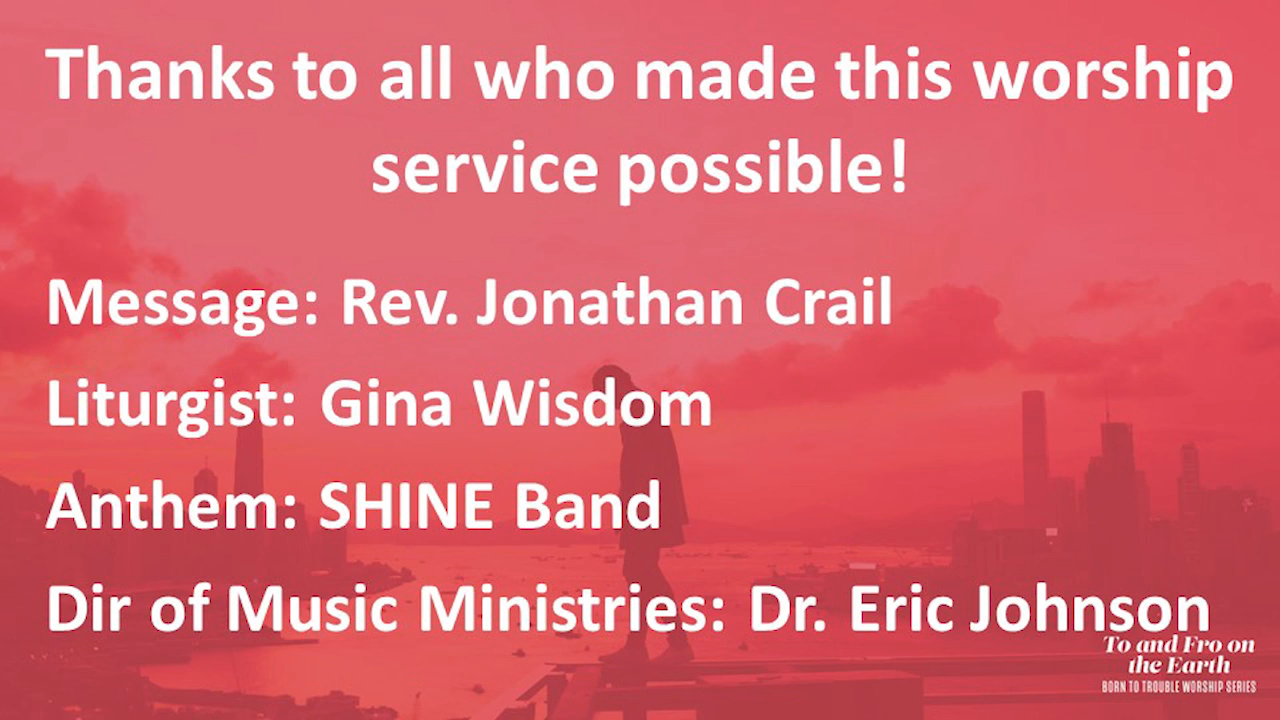 Thanks to all who made this worship
service possible!
Message: Rev. Jonathan Crail
Liturgist: Gina Wisdom
Anthem: SHINE Band
Dir of Music Ministries: Dr. Eric Johnson
To and Fro on
the Earth
BORN TO TROUBLE WORSHIP SERIES